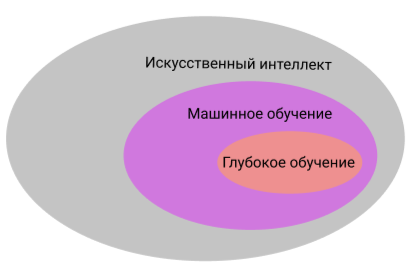 Искусственный интеллект
Машинное обучение
Глубокое обучение